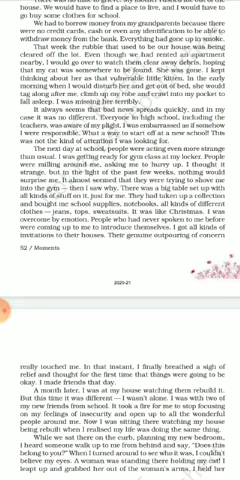 house. We would have to find a place to live, and I would have to
go buy some clothes for school.
We had to borrow money from my grandparents because there
were no credit cards, cash or even any identification to be able to
withdraw money from the bank. Everything had gone up in smoke.
That week the rubble that used to be our house was being
cleared off the lot. Even though we had rented an apartment
nearby, I would go over to watch them clear away debris, hoping
that my cat was somewhere to be found. She was gone. I kept
thinking about her as that vulnerable little kitten. In the early
morning when I would disturb her and get out of bed, she would
tag along after me, climb up my robe and crawl into my pocket to
fall asleep. I was missing her terribly.
It always seems that bad news spreads quickly, and in my
case it was no different. Everyone in high school, including the
teachers, was aware of my plight. I was embarrassed as if somehow
I were responsible. What a way to start off at a new school! This
was not the kind of attention I was looking for.
The next day at school, people were acting even more strange
than usual. I was getting ready for gym class at my locker. People
were milling around me, asking me to hurry up. I thought it
strange, but in the light of the past few weeks, nothing would
surprise me. It almost seemed that they were trying to shove me
into the gym — then I saw why. There was a big table set up with
all kinds of stuff on it, just for me. They had taken up a collection
and bought me school supplies, notebooks, all kinds of different
clothes — jeans, tops, sweatsuits. It was like Christmas. I was
overcome by emotion. People who had never spoken to me before
were coming up to me to introduce themselves. I got all kinds of
invitations to their houses. Their genuine outpouring of concern
52 / Moments
2020-21
really touched me. In that instant, I finally breathed a sigh of
relief and thought for the first time that things were going to be
okay. I made friends that day.
A month later, I was at my house watching them rebuild it.
But this time it was different — I wasn't alone. I was with two of
my new friends from school. It took a fire for me to stop focusing
on my feelings of insecurity and open up to all the wonderful
people around me. Now I was sitting there watching my house
being rebuilt when I realised my life was doing the same thing.
While we sat there on the curb, planning my new bedroom,
I heard someone walk up to me from behind and say, "Does this
belong to you?" When I turned around to see who it was, I couldn't
believe my eyes. A woman was standing there holding my cat! I
leapt up and grabbed her out of the woman's arms. I held her